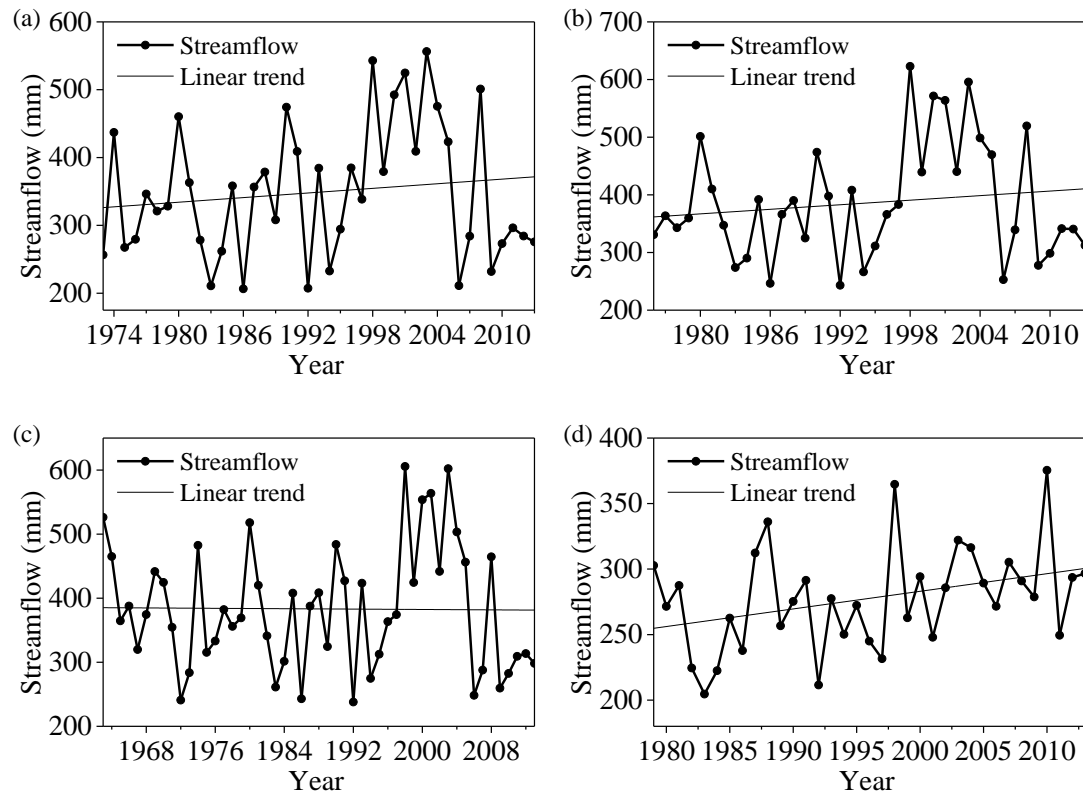 (a)
600
500
400
300
200
Streamflow (mm)
Streamflow
Linear trend
1974 1980 1986 1992 1998 2004 2010
Year
(b)
700
600
500
400
300
200
Streamflow (mm)
Streamflow
Linear trend
1980 1986 1992 1998 2004 2010
Year
(c)
600
500
400
300
200
Streamflow (mm)
Streamflow
Linear trend
1968 1976 1984 1992 2000 2008
Year
(d)
400
350
300
250
200
Streamflow (mm)
Streamflow
Linear trend
1980 1985 1990 1995 2000 2005 2010
Year